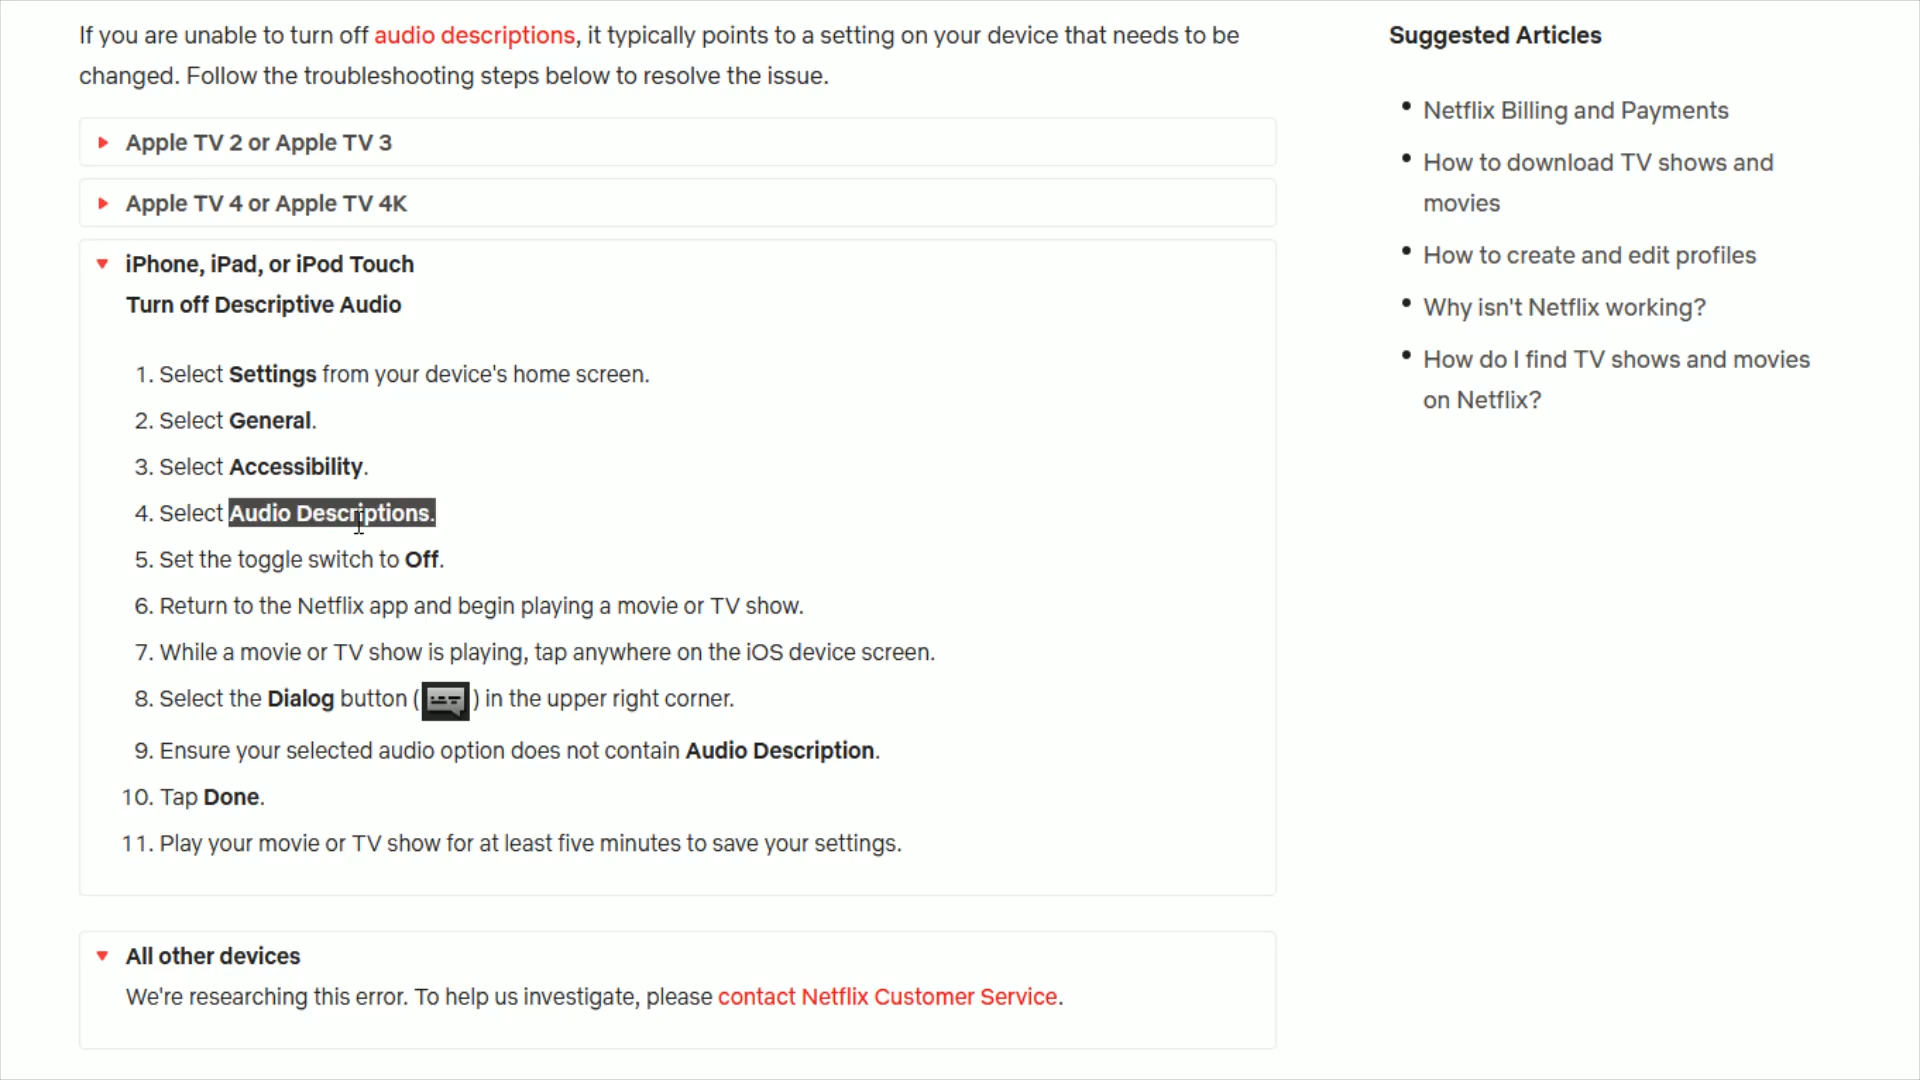 If you are unable to turn off audio descriptions, it typically points to a setting on your device that needs to be
changed. Follow the troubleshooting steps below to resolve the issue.
Apple TV 2 or Apple TV 3
Apple TV 4 or Apple TV 4K
iPhone, iPad, or iPod Touch
Turn off Descriptive Audio
1. Select Settings from your device's home screen.
2. Select General.
3. Select Accessibility.
4. Select Audio Descriptions.
5. Set the toggle switch to Off.
6. Return to the Netflix app and begin playing a movie or TV show.
7. While a movie or TV show is playing, tap anywhere on the iOS device screen.
8. Select the Dialog button ( ) in the upper right corner.
9. Ensure your selected audio option does not contain Audio Description.
10. Tap Done.
11. Play your movie or TV show for at least five minutes to save your settings.
All other devices
We're researching this error. To help us investigate, please contact Netflix Customer Service.
Suggested Articles
• Netflix Billing and Payments
• How to download TV shows and
movies
• How to create and edit profiles
• Why isn't Netflix working?
• How do I find TV shows and movies
on Netflix?